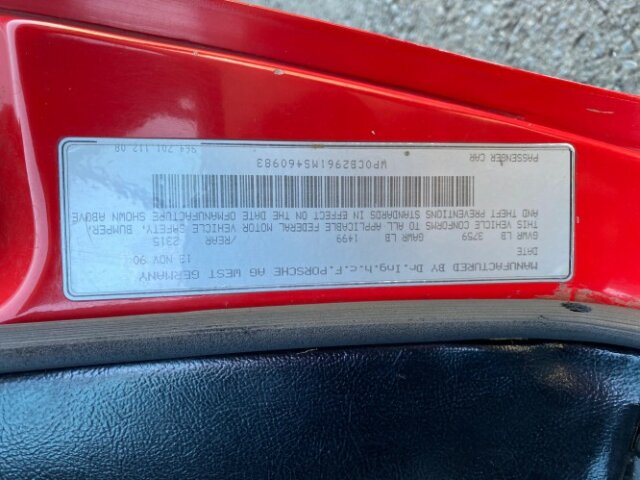 MANUFACTURED BY Dr.Ing.h.c.F.PORSCHE AG WEST GERMANY
DATE 13 NOV 90
GVWR LB 3759 GAWR LB 1499 /REAR 2315
THIS VEHICLE CONFORMS TO ALL APPLICABLE FEDERAL MOTOR VEHICLE SAFETY, BUMPER,
AND THEFT PREVENTIONS STANDARDS IN EFFECT ON THE DATE OFMANUFACTURE SHOWN ABOVE
WP0CB2961MS460983
PASSENGER CAR 964 701 112 08